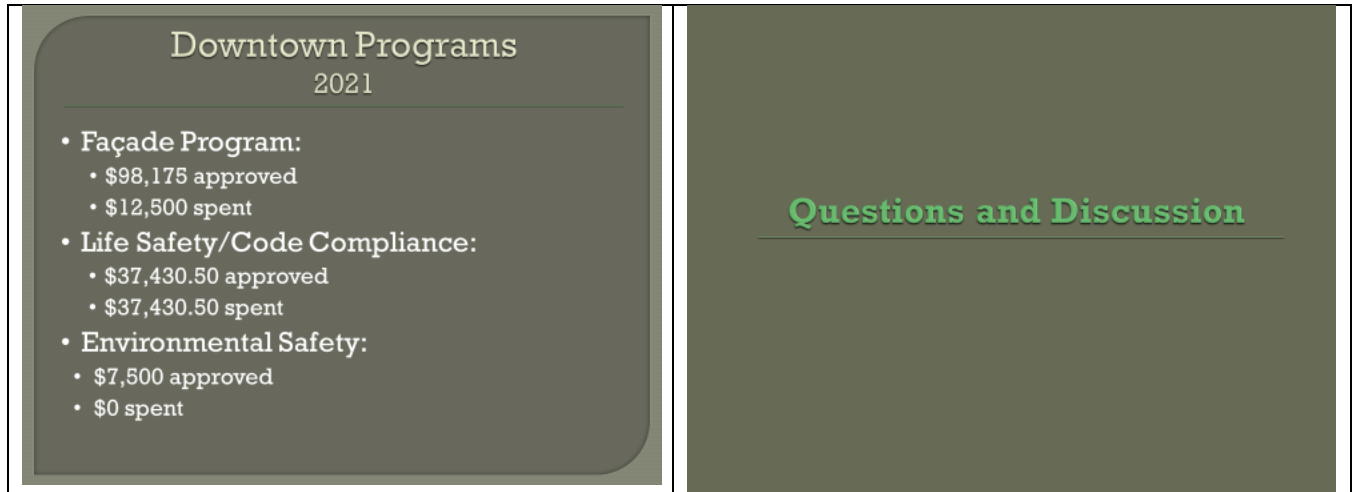 Downtown Programs
2021
• Façade Program:
• $98,175 approved
• $12,500 spent
• Life Safety/Code Compliance:
• $37,430.50 approved
• $37,430.50 spent
• Environmental Safety:
• $7,500 approved
• $0 spent
Questions and Discussion